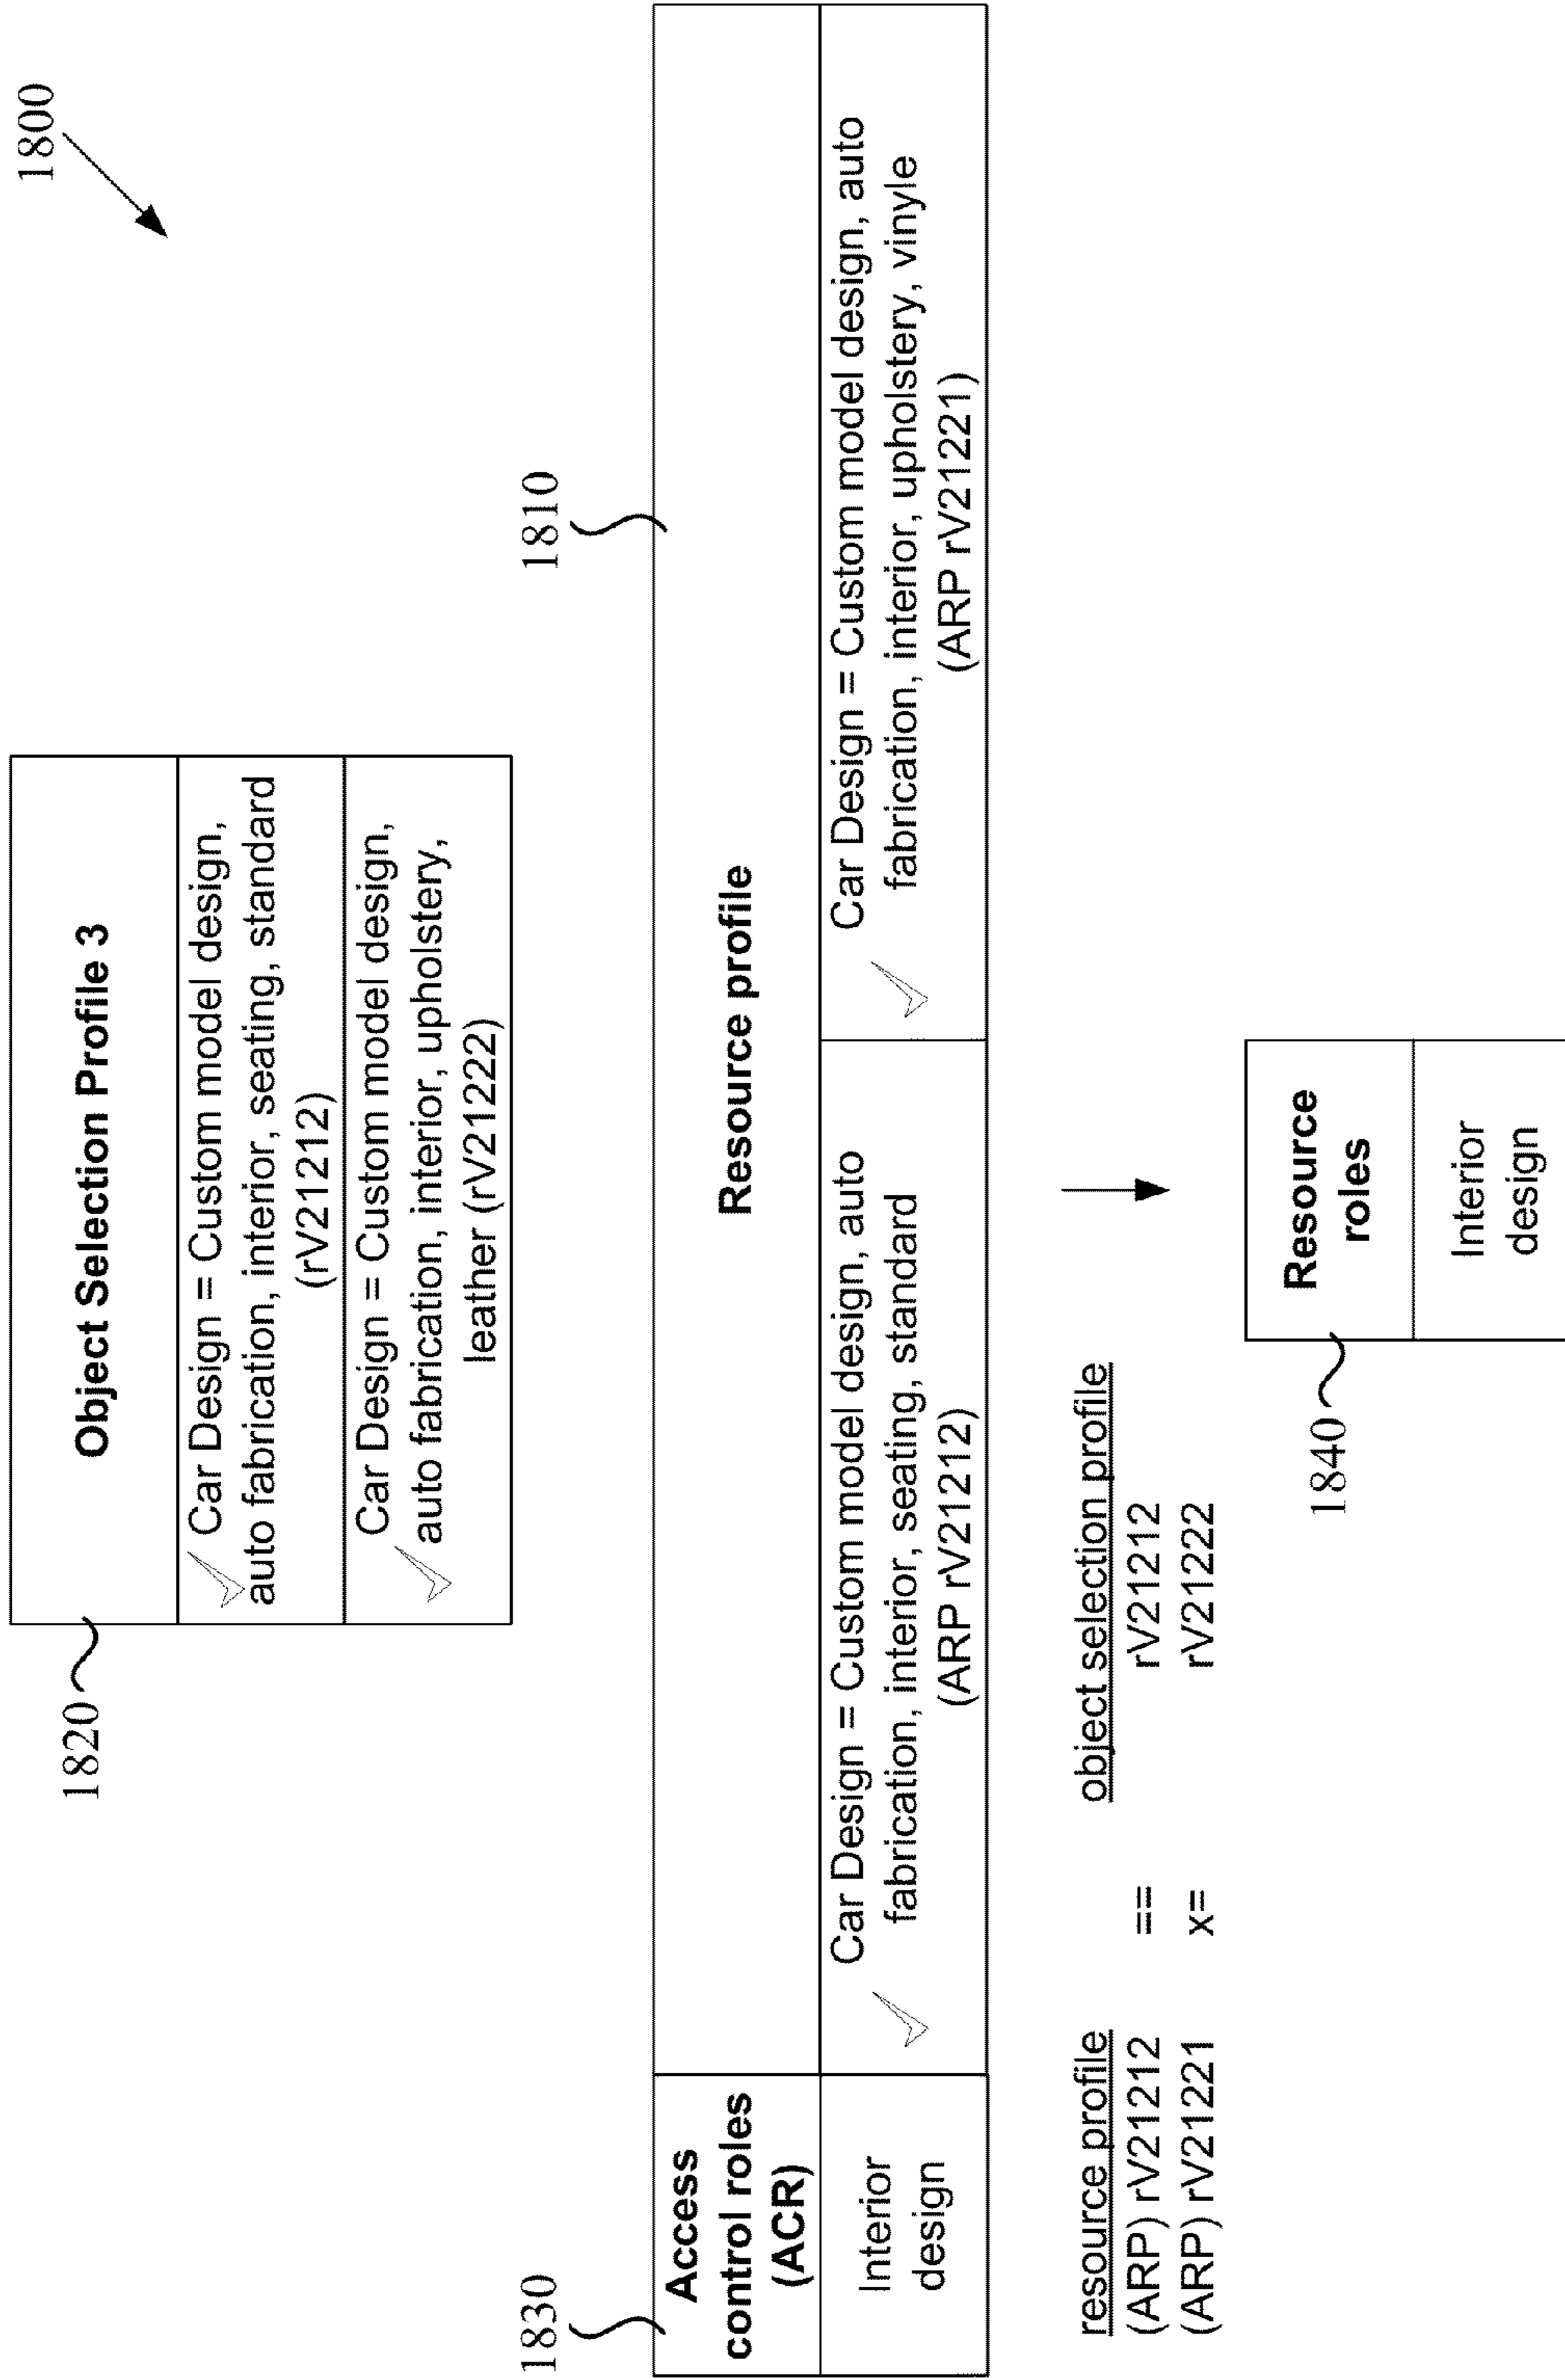 1800
1820
Object Selection Profile 3
Car Design = Custom model design,
auto fabrication, interior, seating, standard
(rV21212)
Car Design = Custom model design,
auto fabrication, interior, upholstery,
leather (rV21222)
1830
1810
Access
control roles
(ACR)
Resource profile
Interior
design
Car Design = Custom model design, auto
fabrication, interior, seating, standard
(ARP rV21212)
Car Design = Custom model design, auto
fabrication, interior, upholstery, vinyle
(ARP rV21221)
resource profile object selection profile
(ARP) rV21212 == rV21212
(ARP) rV21221 x= rV21222
1840
Resource
roles
Interior
design